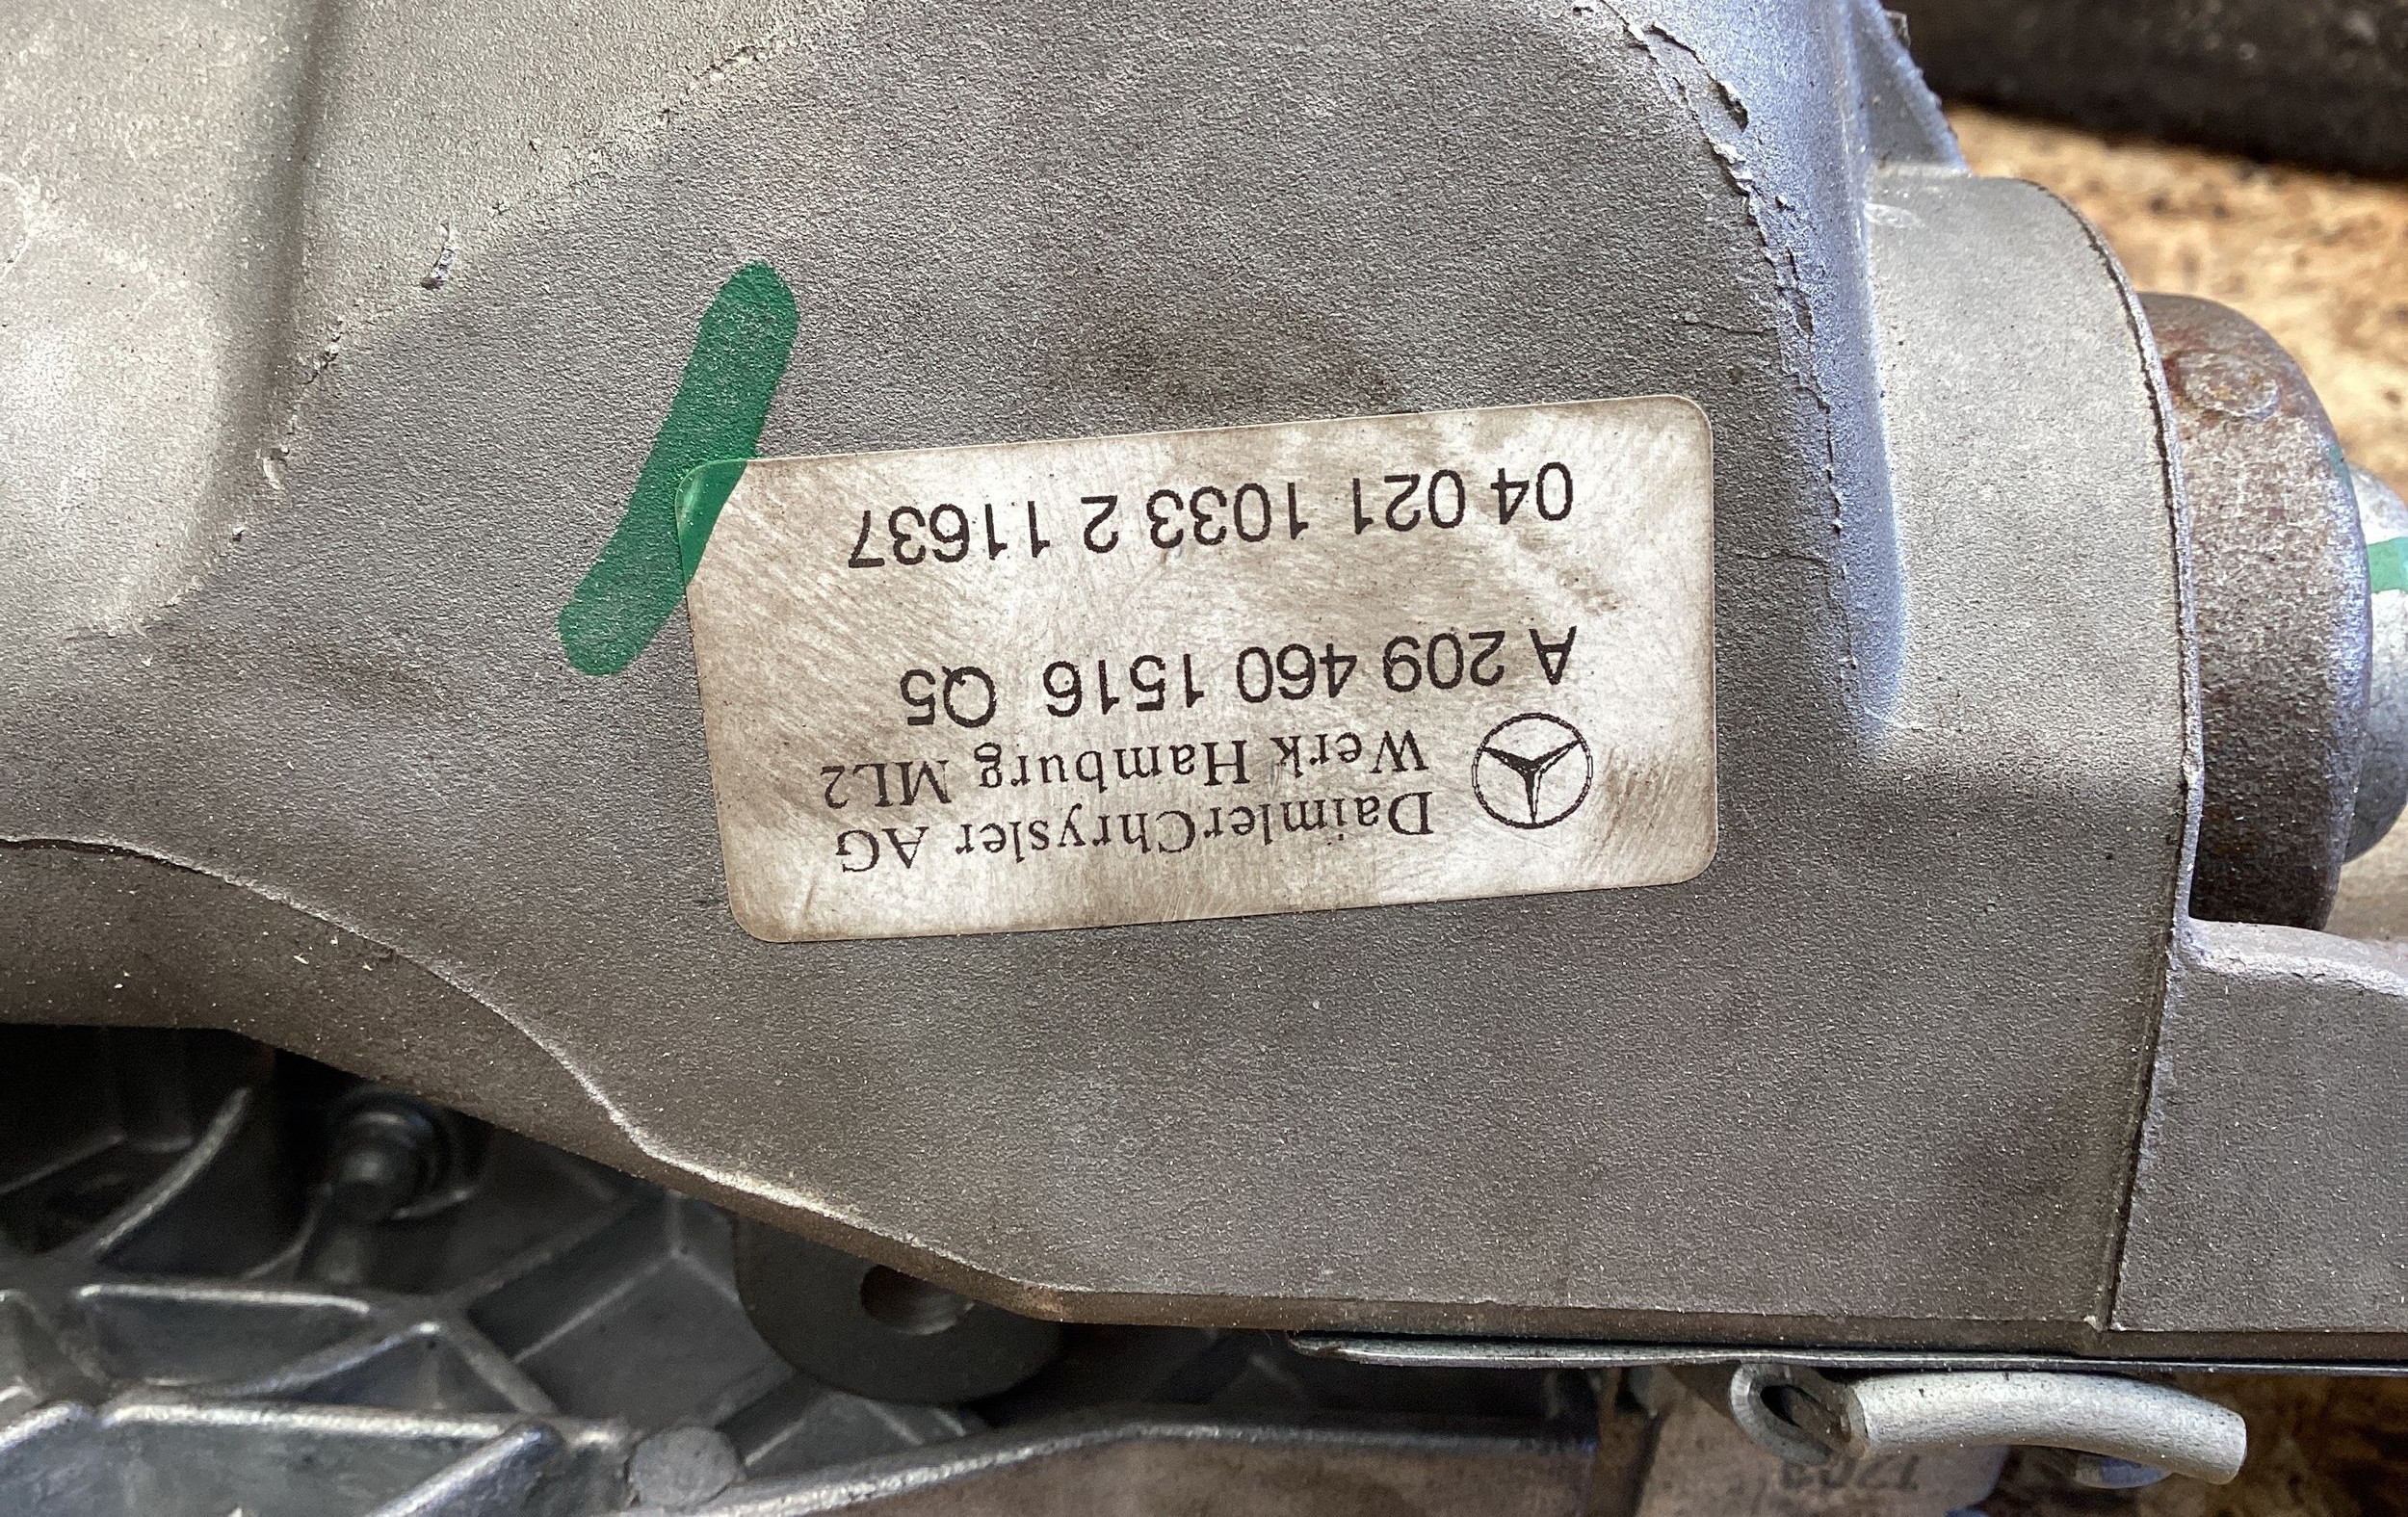 DaimlerChrysler AG
Werk Hamburg ML2
A 209 460 1516 Q5
04 021 1033 2 11637